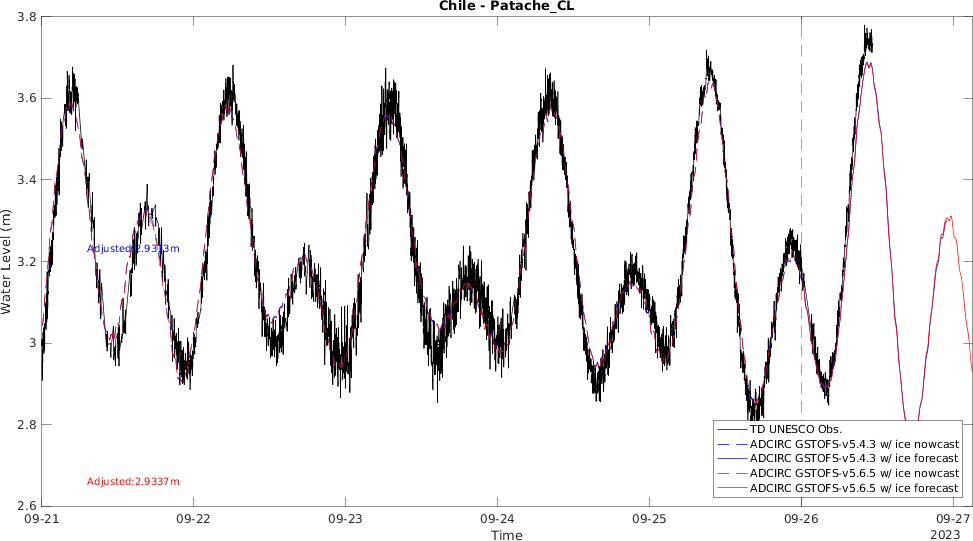 Chile - Patache_CL
3.8
3.6
3.4
3.2
3
2.8
2.6
Water Level (m)
Adjusted:2.9373m
Adjusted:2.9337m
TD UNESCO Obs.
ADCIRC GSTOFS-v5.4.3 w/ ice nowcast
ADCIRC GSTOFS-v5.4.3 w/ ice forecast
ADCIRC GSTOFS-v5.6.5 w/ ice nowcast
ADCIRC GSTOFS-v5.6.5 w/ ice forecast
09-21
09-22
09-23
09-24
09-25
09-26
09-27
Time
2023